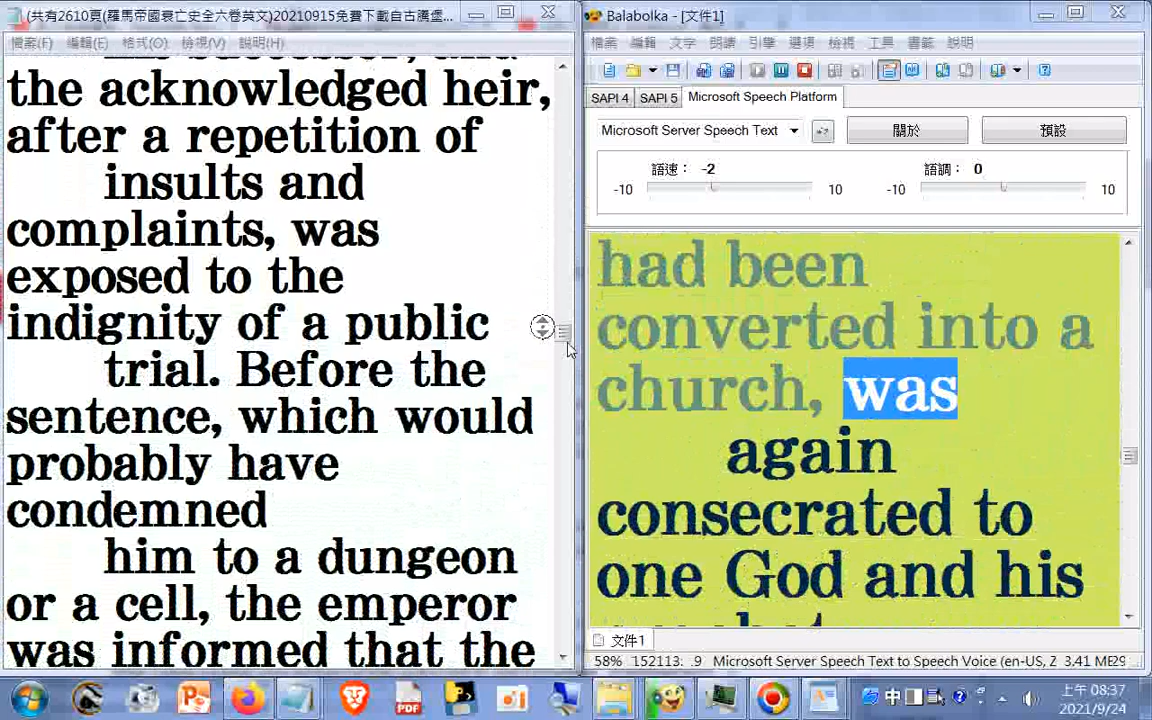 (共有2610頁(羅馬帝國衰亡史全六卷英文)20210915免費下載自古騰堡...
檔案(F) 編輯(E) 格式(O) 檢視(V) 說明(H)
the acknowledged heir,
after a repetition of
insults and
complaints, was
exposed to the
indignity of a public
trial. Before the
sentence, which would
probably have
condemned
him to a dungeon
or a cell, the emperor
was informed that the
Balabolka - [文件1]
檔案 編輯 文字 朗讀 引擎 選項 檢視 工具 書籤 說明
SAPI 4 SAPI 5 Microsoft Speech Platform
Microsoft Server Speech Text 關於 預設
語速： -2 語調： 0
-10 10 -10 10
had been
converted into a
church, was
again
consecrated to
one God and his
文件1
58% 152113: .9 Microsoft Server Speech Text to Speech Voice (en-US, Z 3,41 ME29
中
上午 08:37
2021/9/24